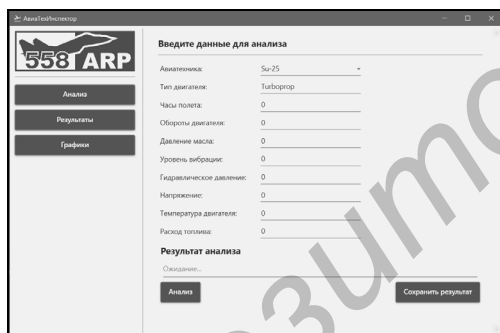 АвиаТехИнспектор
558 ARP
Анализ
Результаты
Графики
Введите данные для анализа
Авиатехника: Su-25
Тип двигателя: Turboprop
Часы полета: 0
Обороты двигателя: 0
Давление масла: 0
Уровень вибрации: 0
Гидравлическое давление: 0
Напряжение: 0
Температура двигателя: 0
Расход топлива: 0
Результат анализа
Ожидание...
Анализ
Сохранить результат